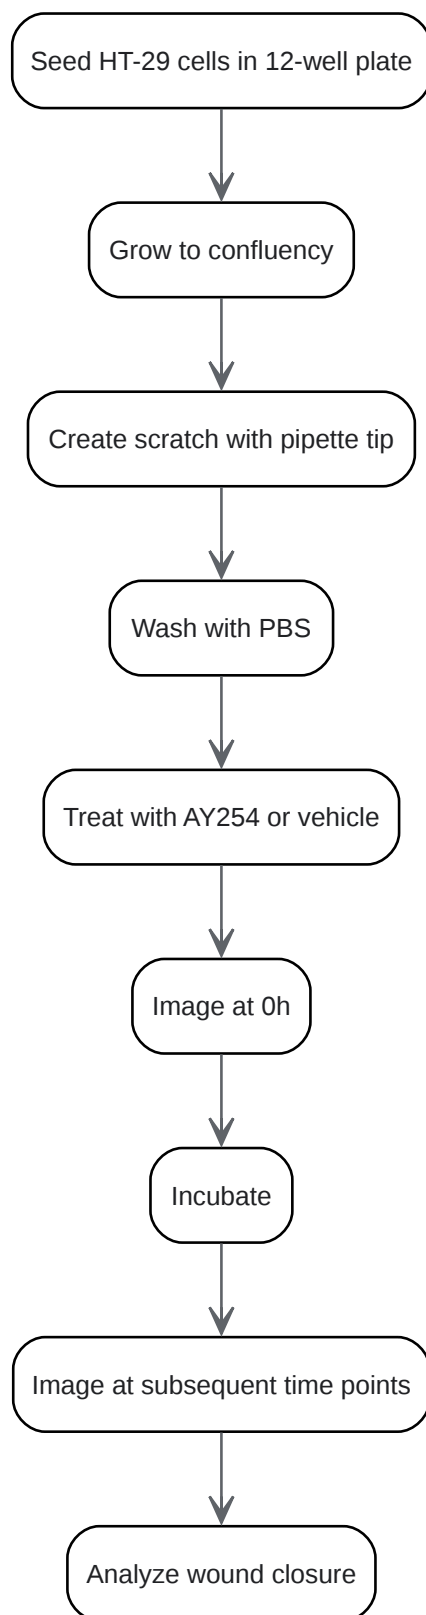 Seed HT-29 cells in 12-well plate
Grow to confluency
Create scratch with pipette tip
Wash with PBS
Treat with AY254 or vehicle
Image at 0h
Incubate
Image at subsequent time points
Analyze wound closure